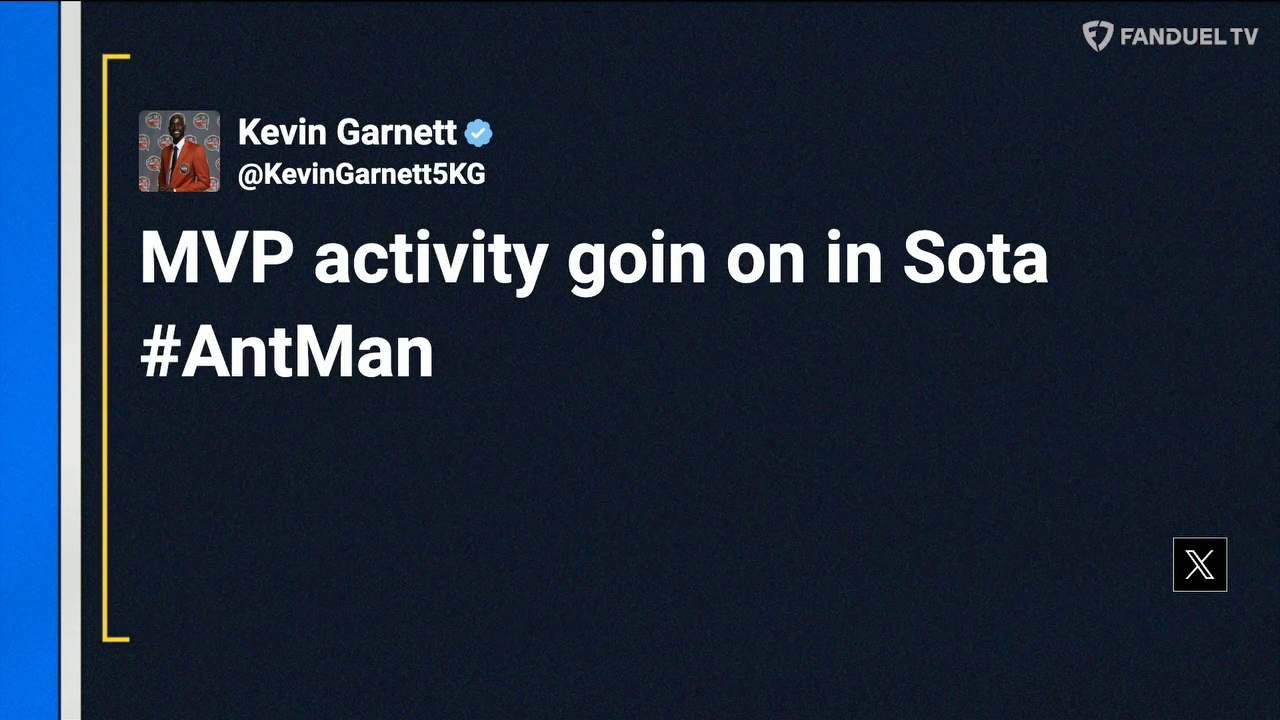 FANDUEL TV
Kevin Garnett
@KevinGarnett5KG
MVP activity goin on in Sota
#AntMan